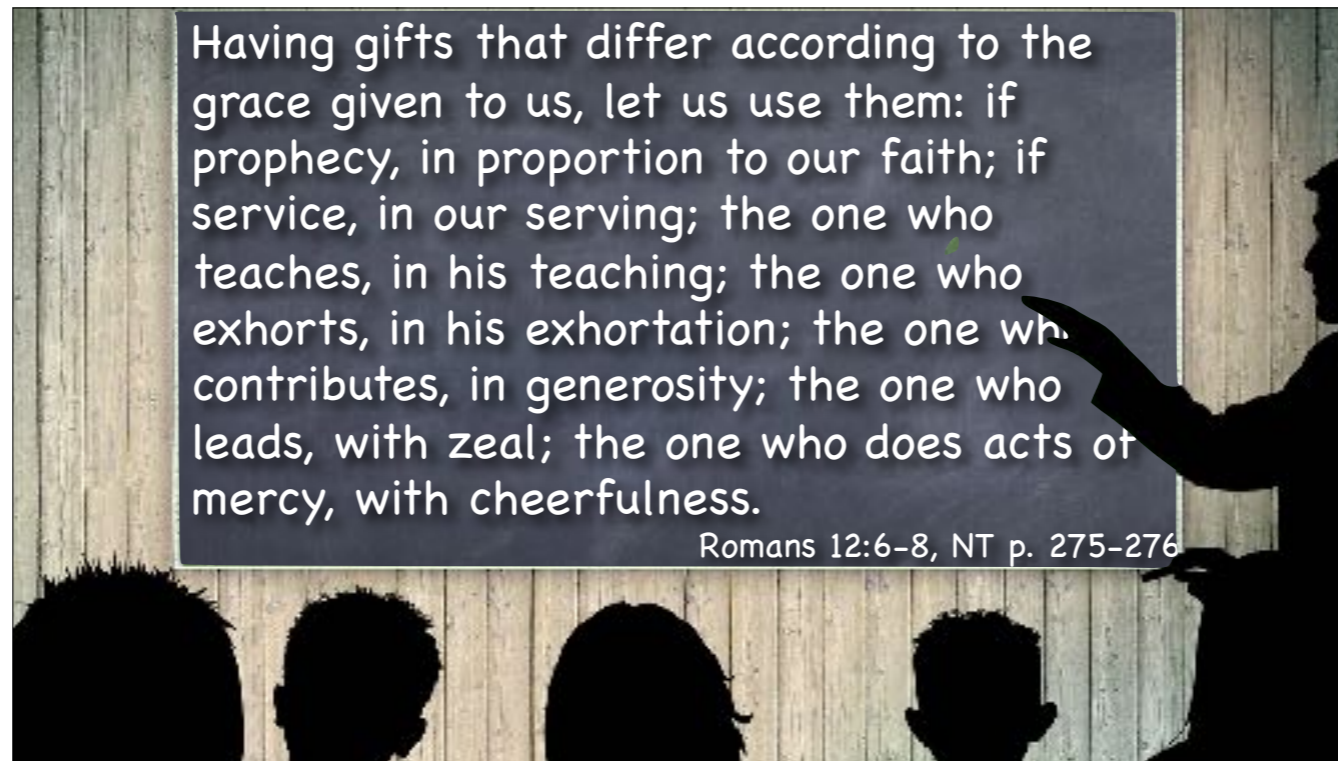 Having gifts that differ according to the
grace given to us, let us use them: if
prophecy, in proportion to our faith; if
service, in our serving; the one who
teaches, in his teaching; the one who
exhorts, in his exhortation; the one who
contributes, in generosity; the one who
leads, with zeal; the one who does acts of
mercy, with cheerfulness.
Romans 12:6-8, NT p. 275-276